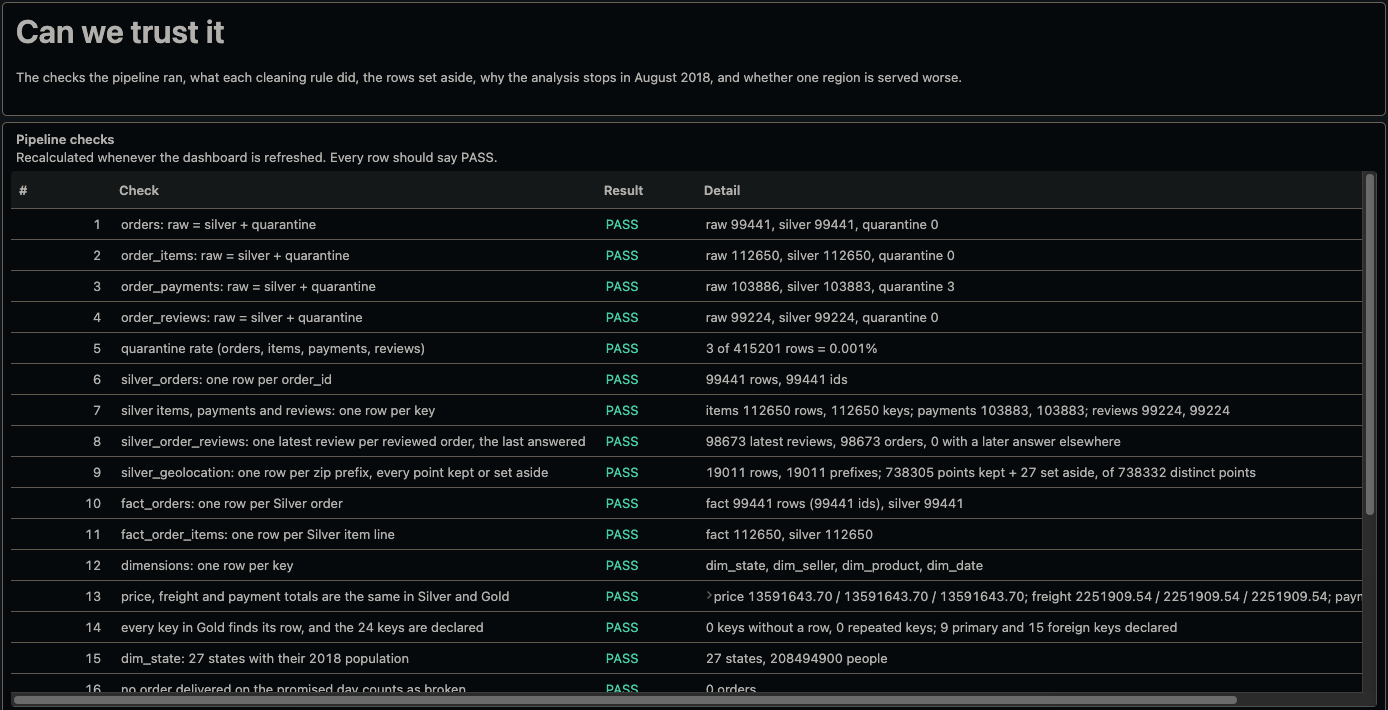 Can we trust it
The checks the pipeline ran, what each cleaning rule did, the rows set aside, why the analysis stops in August 2018, and whether one region is served worse.
Pipeline checks
Recalculated whenever the dashboard is refreshed. Every row should say PASS.
# Check Result Detail
1 orders: raw = silver + quarantine PASS raw 99441, silver 99441, quarantine 0
2 order_items: raw = silver + quarantine PASS raw 112650, silver 112650, quarantine 0
3 order_payments: raw = silver + quarantine PASS raw 103886, silver 103883, quarantine 3
4 order_reviews: raw = silver + quarantine PASS raw 99224, silver 99224, quarantine 0
5 quarantine rate (orders, items, payments, reviews) PASS 3 of 415201 rows = 0.001%
6 silver_orders: one row per order_id PASS 99441 rows, 99441 ids
7 silver items, payments and reviews: one row per key PASS items 112650 rows, 112650 keys; payments 103883, 103883; reviews 99224, 99224
8 silver_order_reviews: one latest review per reviewed order, the last answered PASS 98673 latest reviews, 98673 orders, 0 with a later answer elsewhere
9 silver_geolocation: one row per zip prefix, every point kept or set aside PASS 19011 rows, 19011 prefixes; 738305 points kept + 27 set aside, of 738332 distinct points
10 fact_orders: one row per Silver order PASS fact 99441 rows (99441 ids), silver 99441
11 fact_order_items: one row per Silver item line PASS fact 112650, silver 112650
12 dimensions: one row per key PASS dim_state, dim_seller, dim_product, dim_date
13 price, freight and payment totals are the same in Silver and Gold PASS price 13591643.70 / 13591643.70 / 13591643.70; freight 2251909.54 / 2251909.54 / 2251909.54;
14 every key in Gold finds its row, and the 24 keys are declared PASS 0 keys without a row, 0 repeated keys; 9 primary and 15 foreign keys declared
15 dim_state: 27 states with their 2018 population PASS 27 states, 208494900 people
16 no order delivered on the promised day counts as broken PASS 0 orders